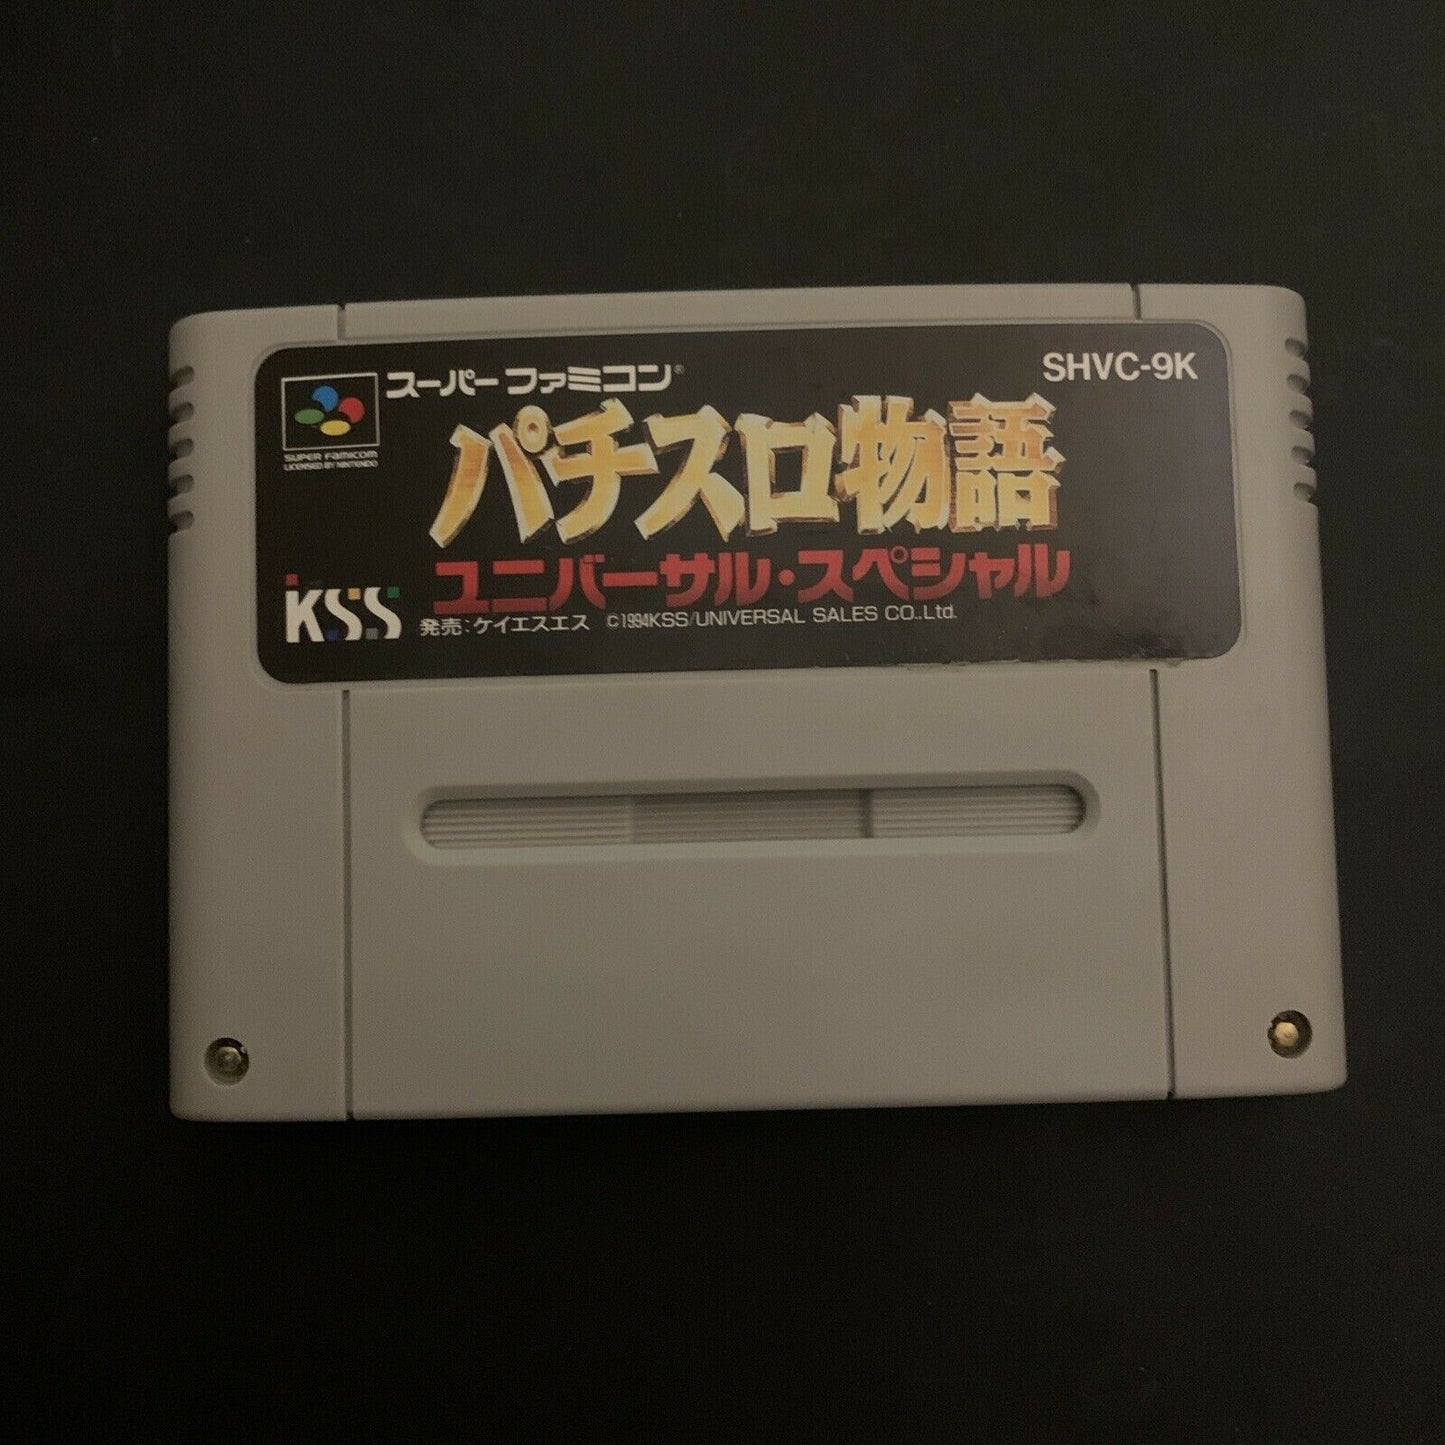 スーパーファミコン®
SHVC-9K
SUPER FAMICOM
LICENSED BY NINTENDO
パチスロ物語
ユニバーサル・スペシャル
KSS
発売:ケイエスエス ©1994KSS/UNIVERSAL SALES CO.,Ltd.